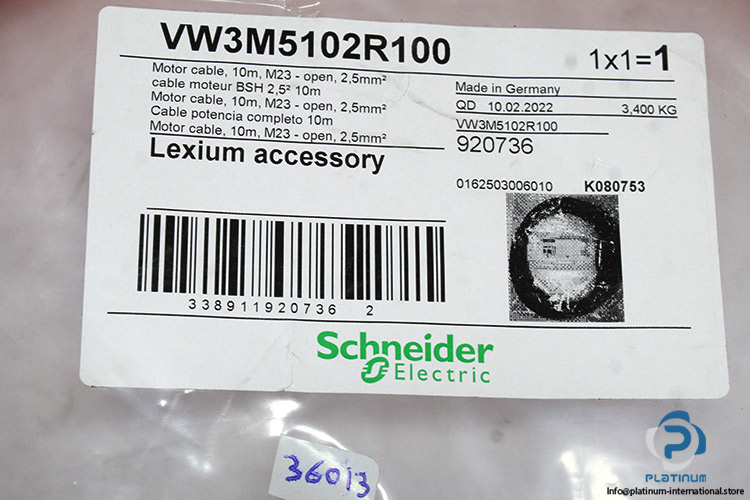 VW3M5102R100
1x1=1
Motor cable, 10m, M23 - open, 2,5mm²
cable moteur BSH 2,5² 10m
Motor cable, 10m, M23 - open, 2,5mm²
Cable potencia completo 10m
Motor cable, 10m, M23 - open, 2,5mm²
Lexium accessory
Made in Germany
QD 10.02.2022 3,400 KG
VW3M5102R100
920736
0162503006010 K080753
338911920736 2
Schneider
Electric
36013
PLATINUM
platinum-international.store